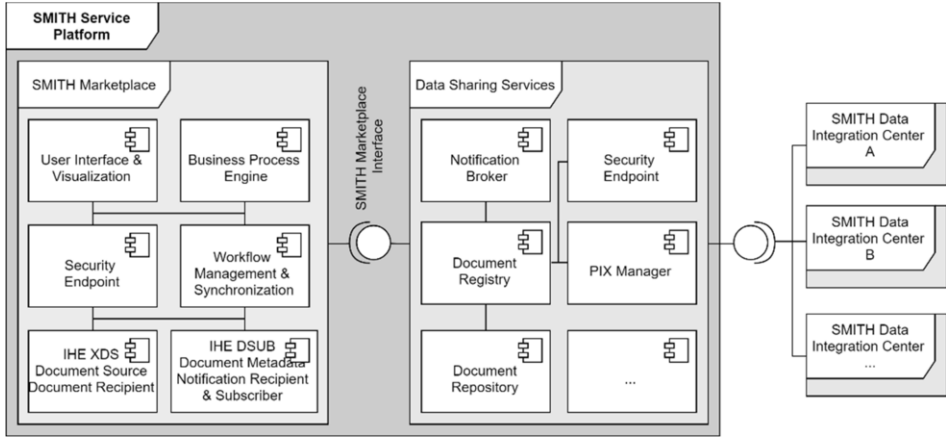 SMITH Service
Platform
SMITH Marketplace
User Interface &
Visualization
Business Process
Engine
Security
Endpoint
Workflow
Management &
Synchronization
IHE XDS
Document Source
Document Recipient
IHE DSUB
Document Metadata
Notification Recipient
& Subscriber
SMITH Marketplace
Interface
Data Sharing Services
Notification
Broker
Security
Endpoint
Document
Registry
PIX Manager
Document
Repository
...
SMITH Data
Integration Center
A
SMITH Data
Integration Center
B
SMITH Data
Integration Center
...